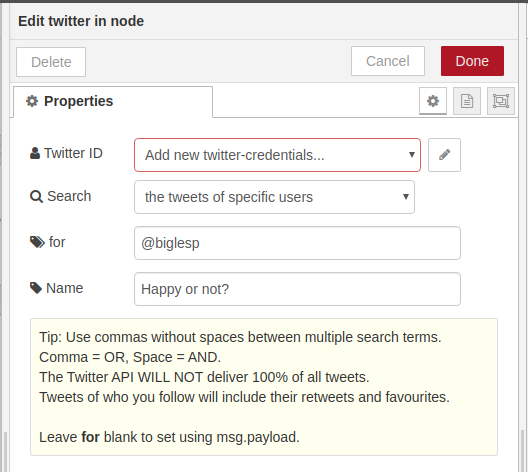 Edit twitter in node
Delete
Cancel
Done
Properties
Twitter ID
Add new twitter-credentials...
Search
the tweets of specific users
for
@biglesp
Name
Happy or not?
Tip: Use commas without spaces between multiple search terms.
Comma = OR, Space = AND.
The Twitter API WILL NOT deliver 100% of all tweets.
Tweets of who you follow will include their retweets and favourites.
Leave for blank to set using msg.payload.